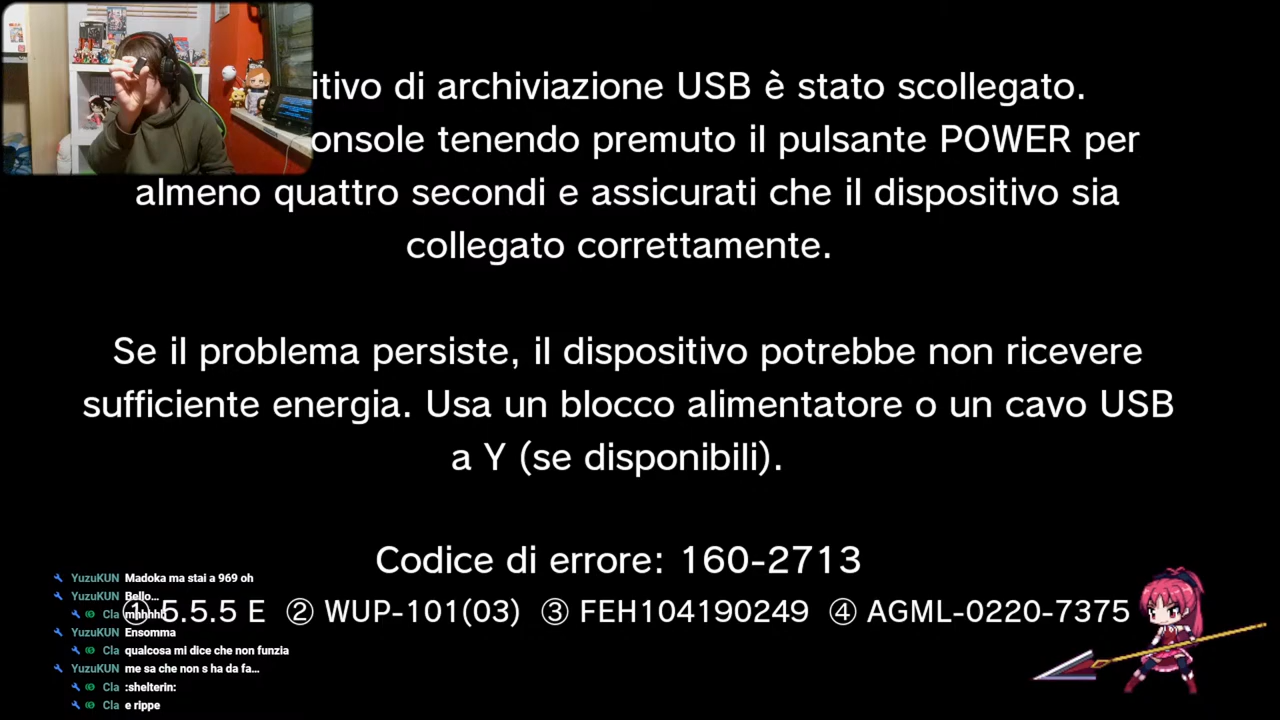 itivo di archiviazione USB è stato scollegato.
onsole tenendo premuto il pulsante POWER per
almeno quattro secondi e assicurati che il dispositivo sia
collegato correttamente.
Se il problema persiste, il dispositivo potrebbe non ricevere
sufficiente energia. Usa un blocco alimentatore o un cavo USB
a Y (se disponibili).
Codice di errore: 160-2713
① 5.5.5 E ② WUP-101(03) ③ FEH104190249 ④ AGML-0220-7375
YuzuKUN Madoka ma stai a 969 oh
YuzuKUN Bello...
Cla mhhhh
YuzuKUN Ensomma
Cla qualcosa mi dice che non funzia
YuzuKUN me sa che non s ha da fa...
Cla :shelterin:
Cla e rippe